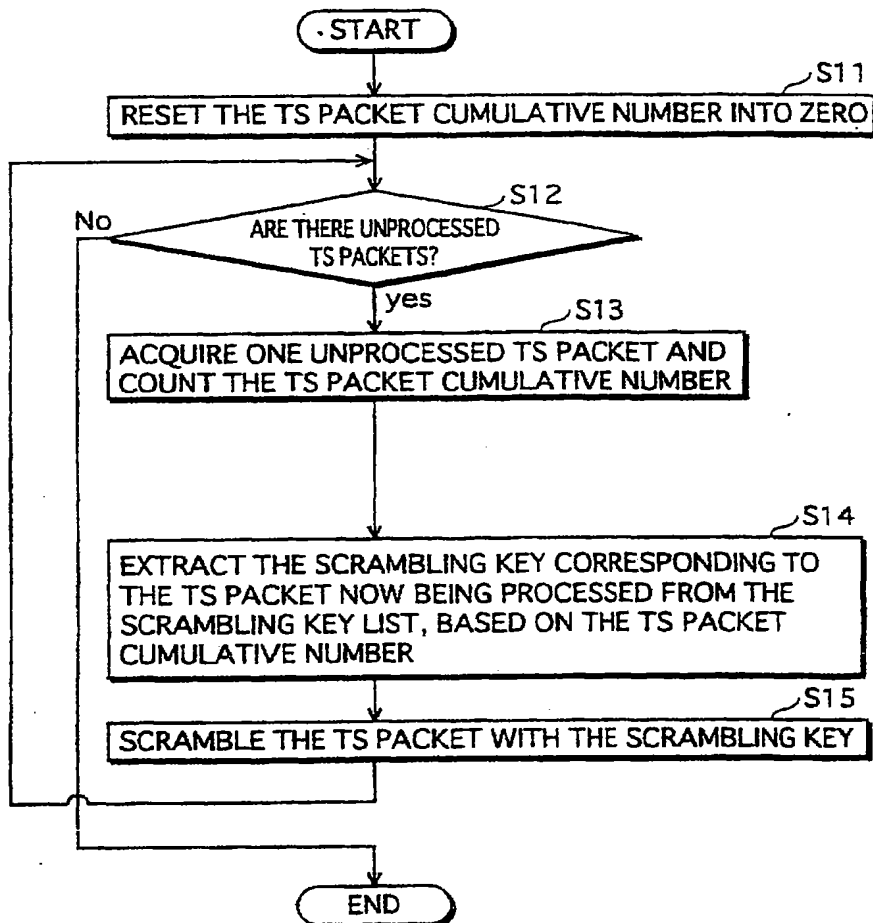 START
S11
RESET THE TS PACKET CUMULATIVE NUMBER INTO ZERO
S12
No
ARE THERE UNPROCESSED
TS PACKETS?
yes
S13
ACQUIRE ONE UNPROCESSED TS PACKET AND
COUNT THE TS PACKET CUMULATIVE NUMBER
S14
EXTRACT THE SCRAMBLING KEY CORRESPONDING TO
THE TS PACKET NOW BEING PROCESSED FROM THE
SCRAMBLING KEY LIST, BASED ON THE TS PACKET
CUMULATIVE NUMBER
S15
SCRAMBLE THE TS PACKET WITH THE SCRAMBLING KEY
END